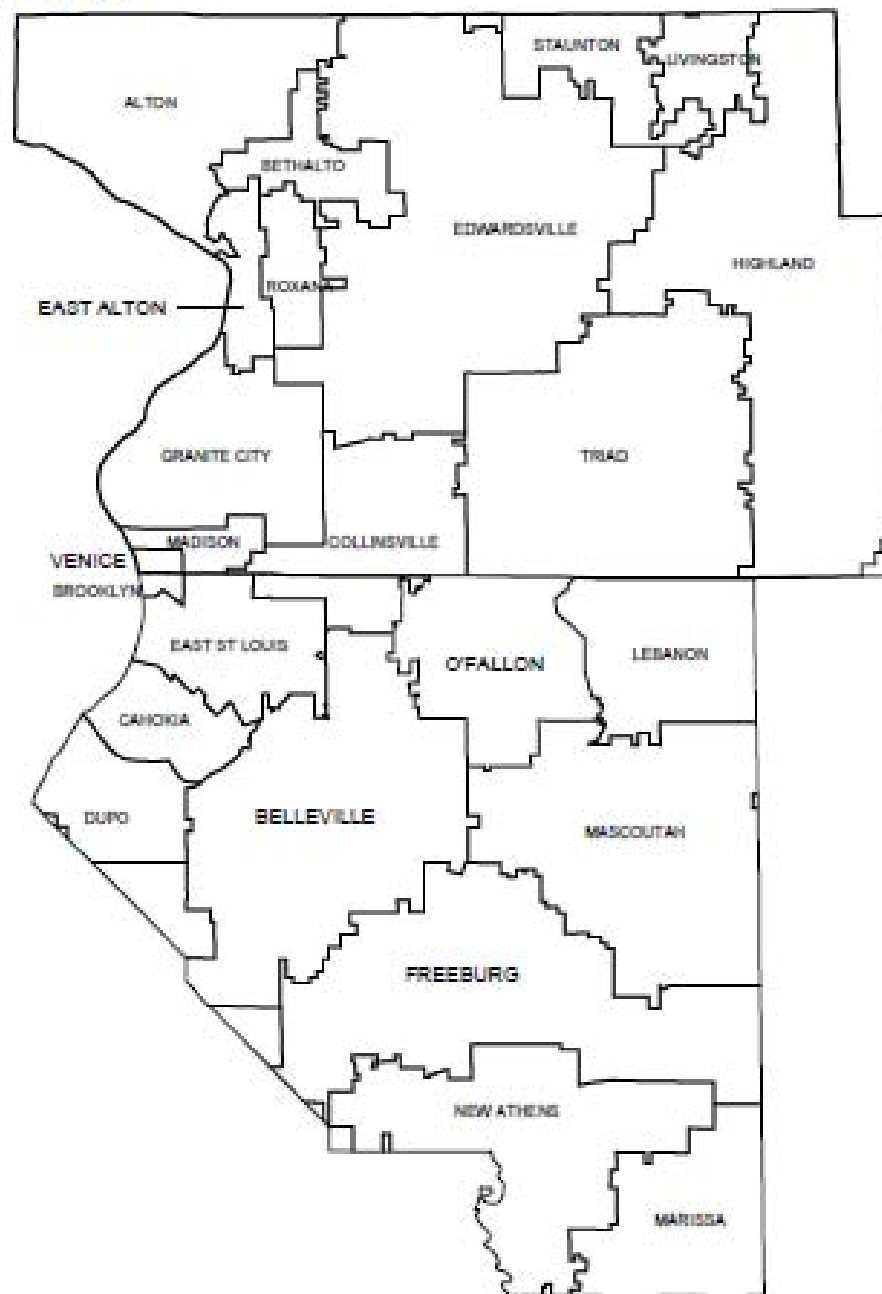 STAUNTON
LIVINGSTON
ALTON
BETHALTO
EDWARDSVILLE
HIGHLAND
ROXANA
EAST ALTON
GRANITE CITY
TRIAD
MADISON
COLLINSVILLE
VENICE
BROOKLYN
EAST ST LOUIS
O'FALLON
LEBANON
CAHOKIA
DUPO
BELLEVILLE
MASCOUTAH
FREEBURG
NEW ATHENS
MARISSA